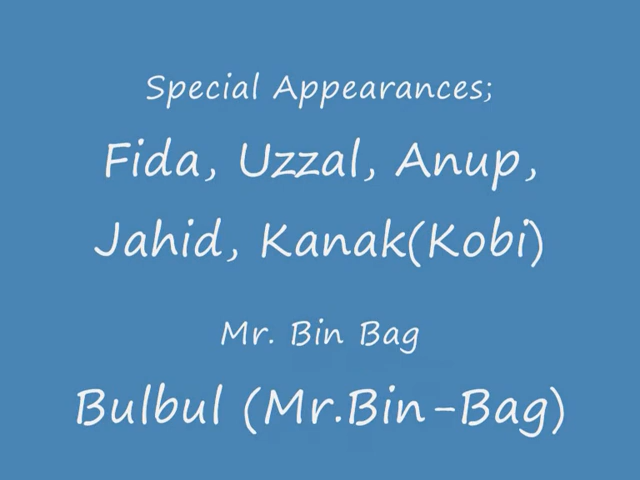 Special Appearances;
Fida, Uzzal, Anup,
Jahid, Kanak(Kobi)
Mr. Bin Bag
Bulbul (Mr.Bin-Bag)